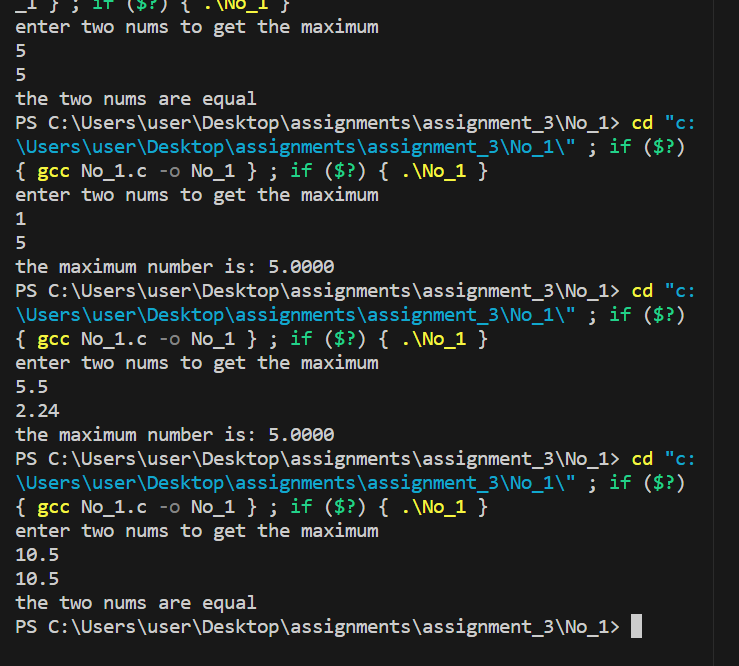 _1 } ; if ($?) { .\No_1 }
enter two nums to get the maximum
5
5
the two nums are equal
PS C:\Users\user\Desktop\assignments\assignment_3\No_1> cd "c:
\Users\user\Desktop\assignments\assignment_3\No_1\" ; if ($?)
{ gcc No_1.c -o No_1 } ; if ($?) { .\No_1 }
enter two nums to get the maximum
1
5
the maximum number is: 5.0000
PS C:\Users\user\Desktop\assignments\assignment_3\No_1> cd "c:
\Users\user\Desktop\assignments\assignment_3\No_1\" ; if ($?)
{ gcc No_1.c -o No_1 } ; if ($?) { .\No_1 }
enter two nums to get the maximum
5.5
2.24
the maximum number is: 5.0000
PS C:\Users\user\Desktop\assignments\assignment_3\No_1> cd "c:
\Users\user\Desktop\assignments\assignment_3\No_1\" ; if ($?)
{ gcc No_1.c -o No_1 } ; if ($?) { .\No_1 }
enter two nums to get the maximum
10.5
10.5
the two nums are equal
PS C:\Users\user\Desktop\assignments\assignment_3\No_1>